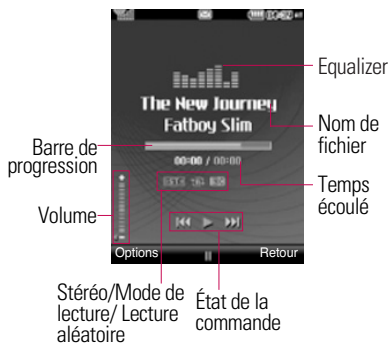 Equalizer
The New Journey
Fatboy Slim
Nom de
fichier
Barre de
progression
00:00 / 00:00
Temps
écoulé
Volume
Options
Retour
Stéréo/Mode de
lecture/ Lecture
aléatoire
État de la
commande